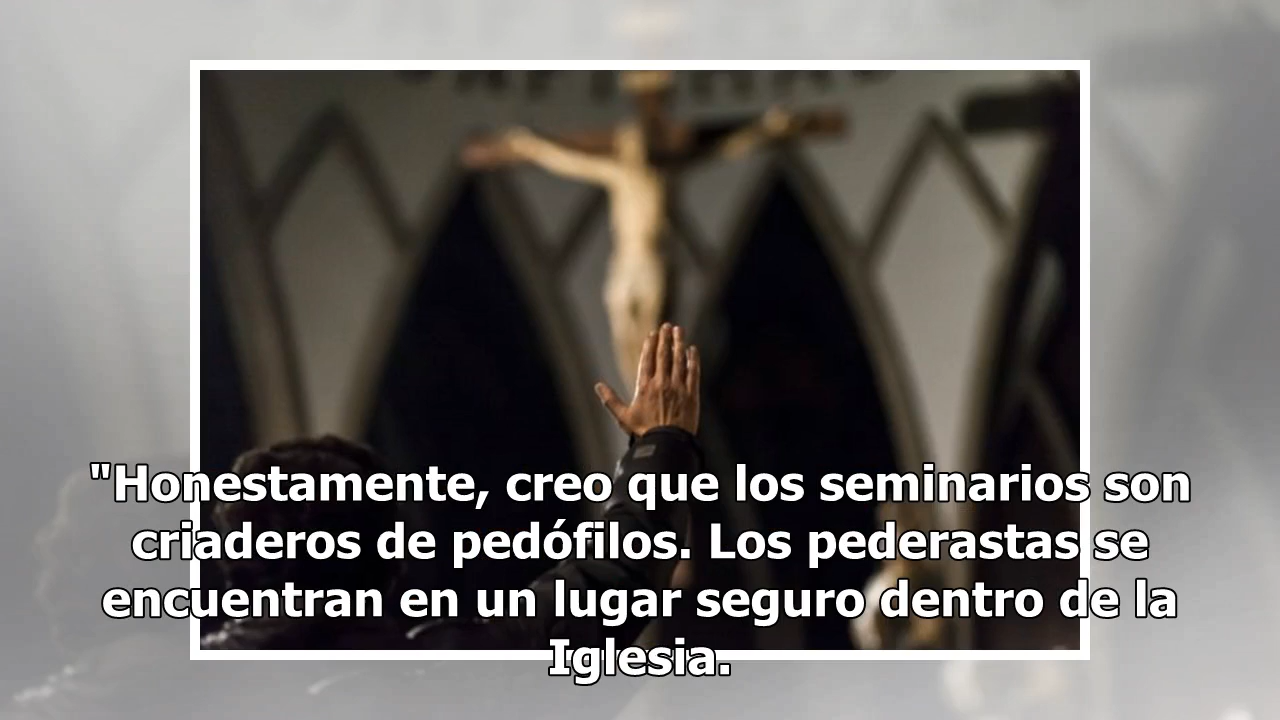 "Honestamente, creo que los seminarios son
criaderos de pedófilos. Los pederastas se
encuentran en un lugar seguro dentro de la
Iglesia.